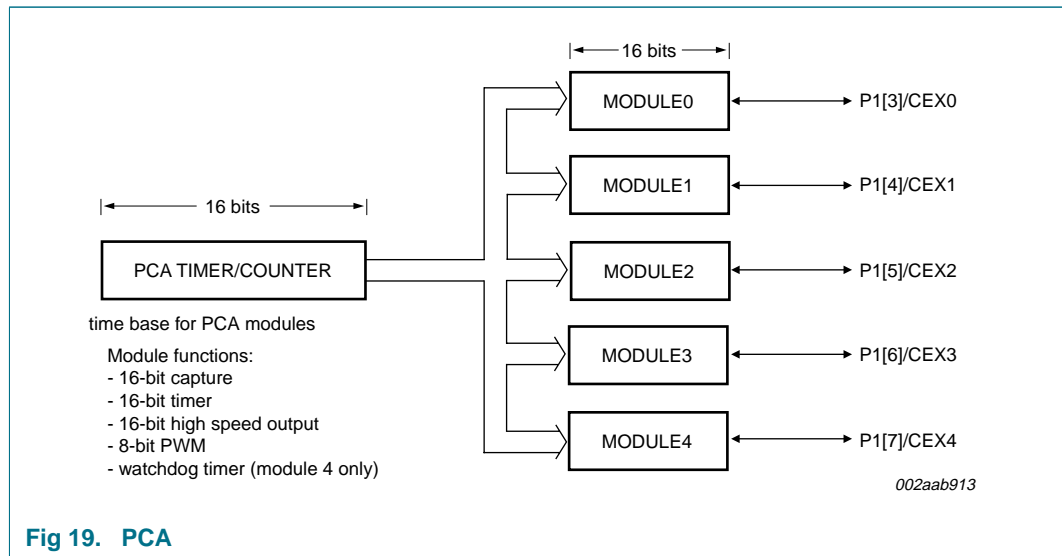 16 bits
MODULE0
P1[3]/CEX0
MODULE1
P1[4]/CEX1
16 bits
PCA TIMER/COUNTER
MODULE2
P1[5]/CEX2
time base for PCA modules
Module functions:
- 16-bit capture
- 16-bit timer
- 16-bit high speed output
- 8-bit PWM
- watchdog timer (module 4 only)
MODULE3
P1[6]/CEX3
MODULE4
P1[7]/CEX4
002aab913
Fig 19. PCA